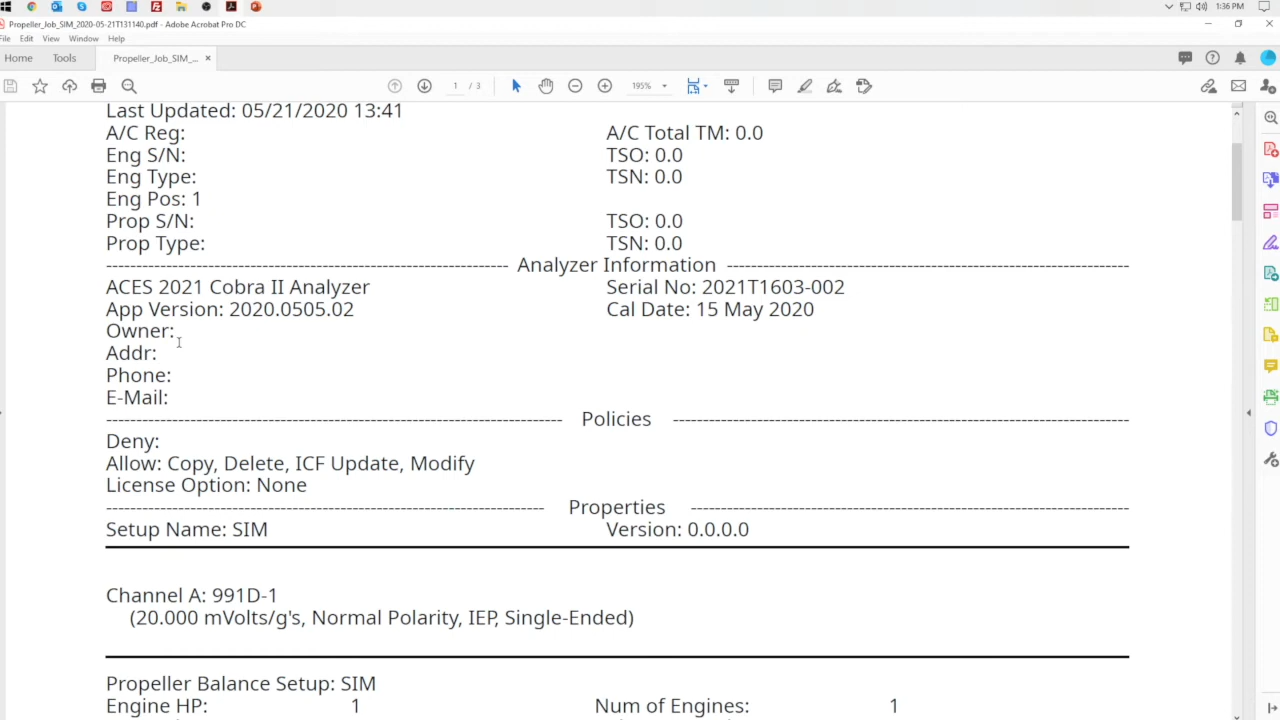 1:36 PM
Propeller_Job_SIM_2020-05-21T131140.pdf - Adobe Acrobat Pro DC
File Edit View Window Help
Home Tools Propeller_Job_SIM_... ×
1 / 3 195%
Last Updated: 05/21/2020 13:41
A/C Reg: A/C Total TM: 0.0
Eng S/N: TSO: 0.0
Eng Type: TSN: 0.0
Eng Pos: 1
Prop S/N: TSO: 0.0
Prop Type: TSN: 0.0
Analyzer Information
ACES 2021 Cobra II Analyzer Serial No: 2021T1603-002
App Version: 2020.0505.02 Cal Date: 15 May 2020
Owner:
Addr:
Phone:
E-Mail:
Policies
Deny:
Allow: Copy, Delete, ICF Update, Modify
License Option: None
Properties
Setup Name: SIM Version: 0.0.0.0
Channel A: 991D-1
(20.000 mVolts/g's, Normal Polarity, IEP, Single-Ended)
Propeller Balance Setup: SIM
Engine HP: 1 Num of Engines: 1